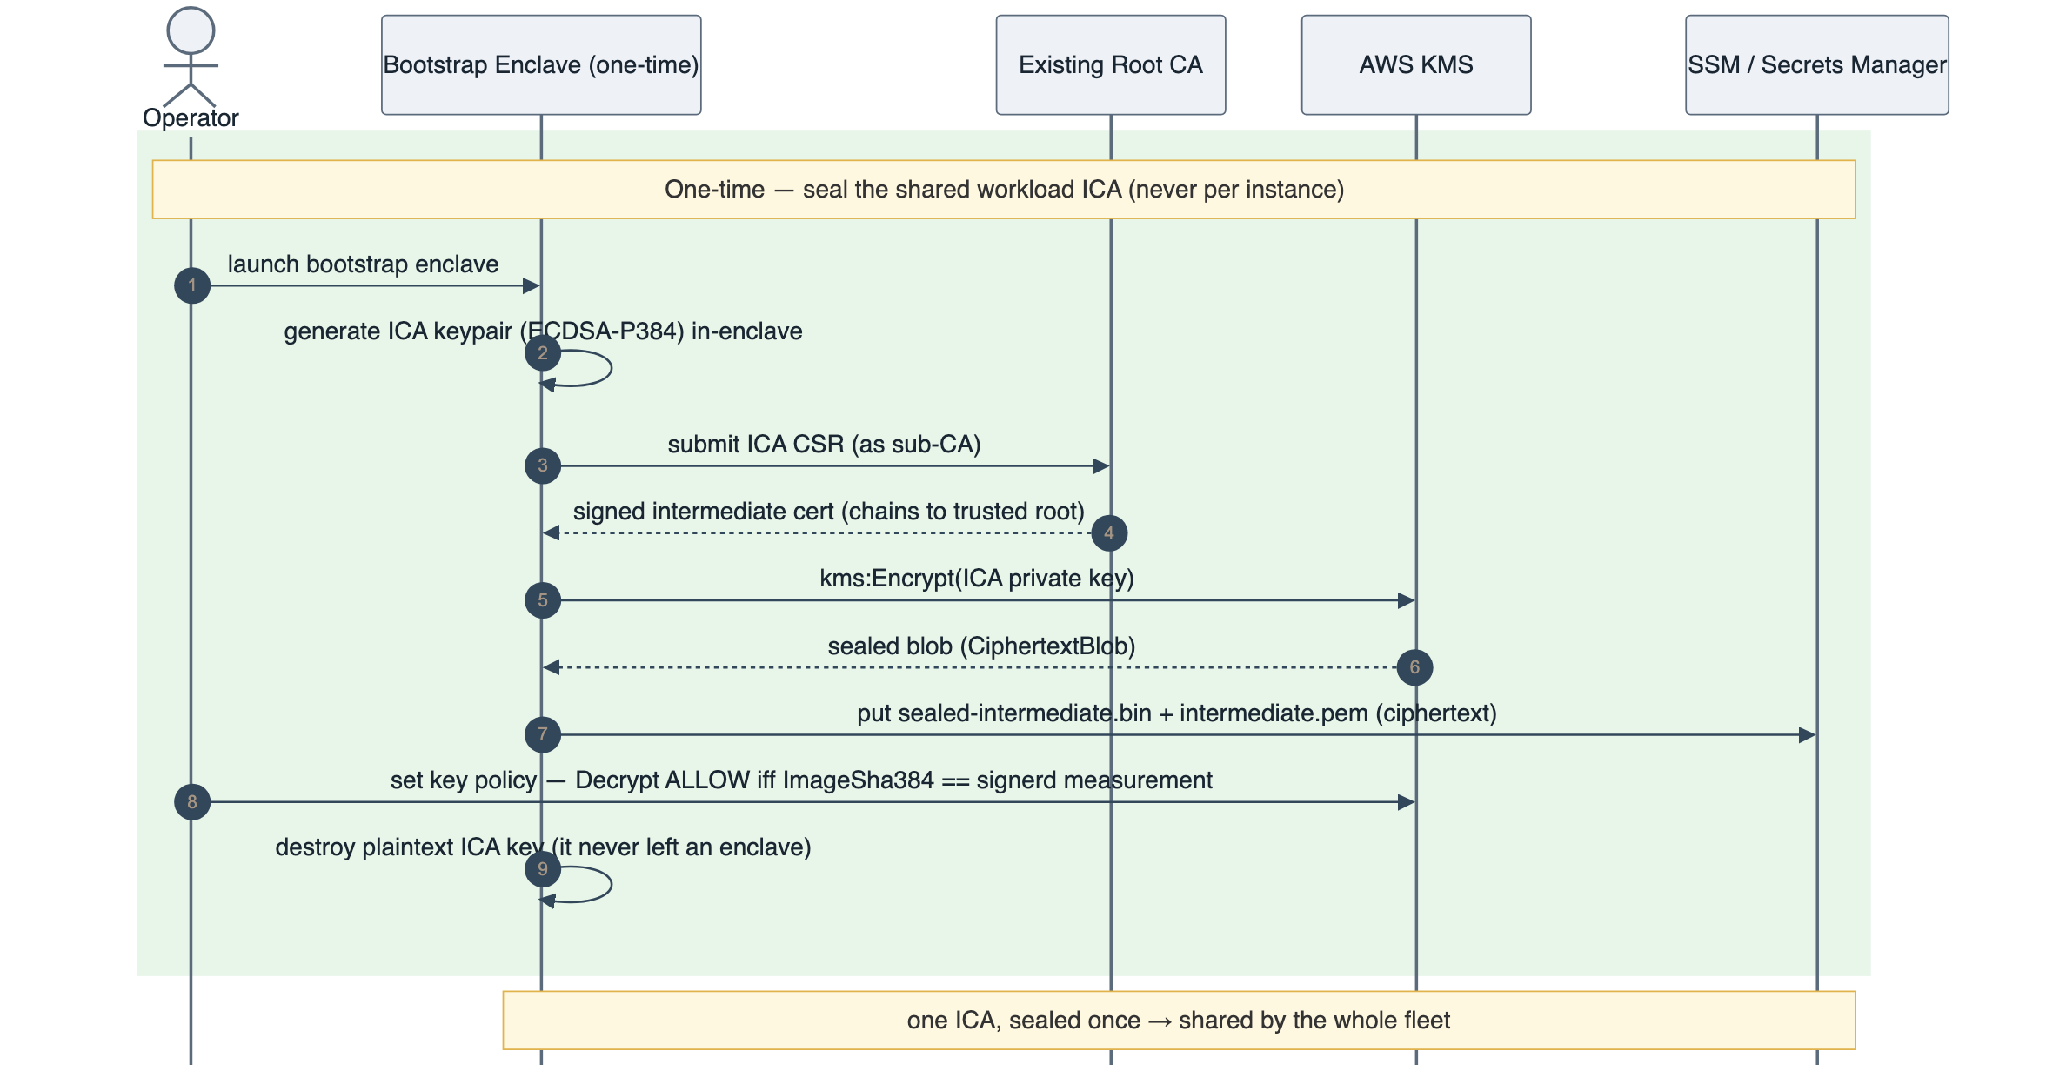 Operator
Bootstrap Enclave (one-time)
Existing Root CA
AWS KMS
SSM / Secrets Manager
One-time — seal the shared workload ICA (never per instance)
launch bootstrap enclave
1
generate ICA keypair (ECDSA-P384) in-enclave
2
submit ICA CSR (as sub-CA)
3
signed intermediate cert (chains to trusted root)
4
kms:Encrypt(ICA private key)
5
sealed blob (CiphertextBlob)
6
put sealed-intermediate.bin + intermediate.pem (ciphertext)
7
set key policy — Decrypt ALLOW iff ImageSha384 == signerd measurement
8
destroy plaintext ICA key (it never left an enclave)
9
one ICA, sealed once → shared by the whole fleet